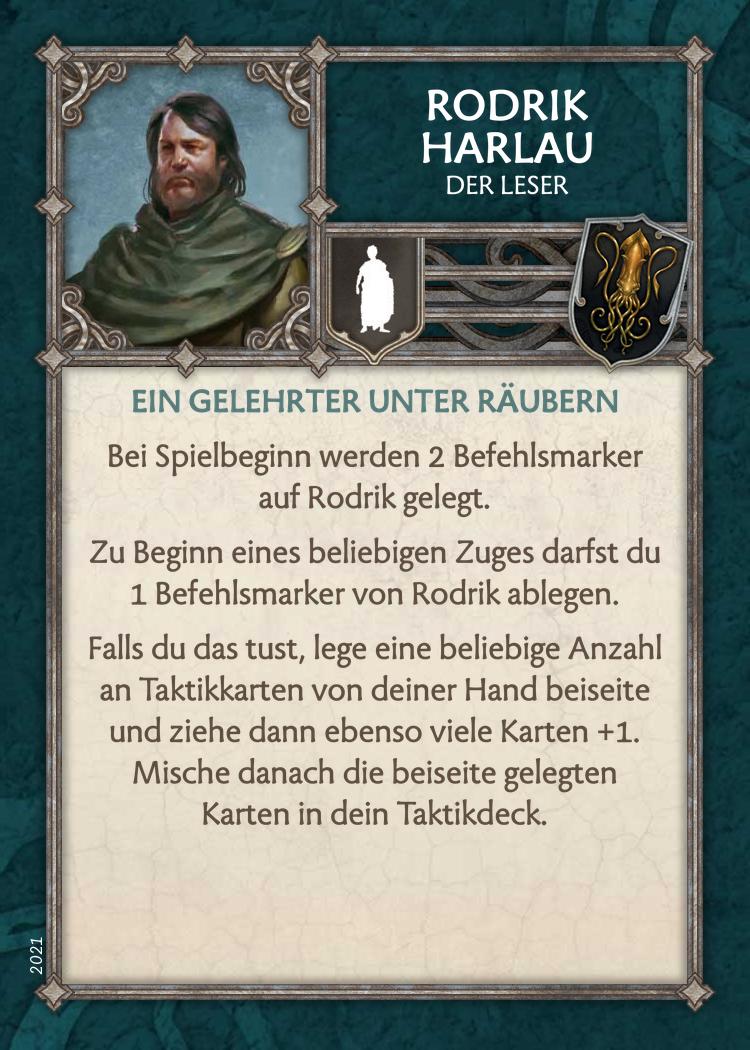 RODRIK
HARLAU
DER LESER
EIN GELEHRTER UNTER RÄUBERN
Bei Spielbeginn werden 2 Befehlsmarker
auf Rodrik gelegt.
Zu Beginn eines beliebigen Zuges darfst du
1 Befehlsmarker von Rodrik ablegen.
Falls du das tust, lege eine beliebige Anzahl
an Taktikkarten von deiner Hand beiseite
und ziehe dann ebenso viele Karten +1.
Mische danach die beiseite gelegten
Karten in dein Taktikdeck.
2021